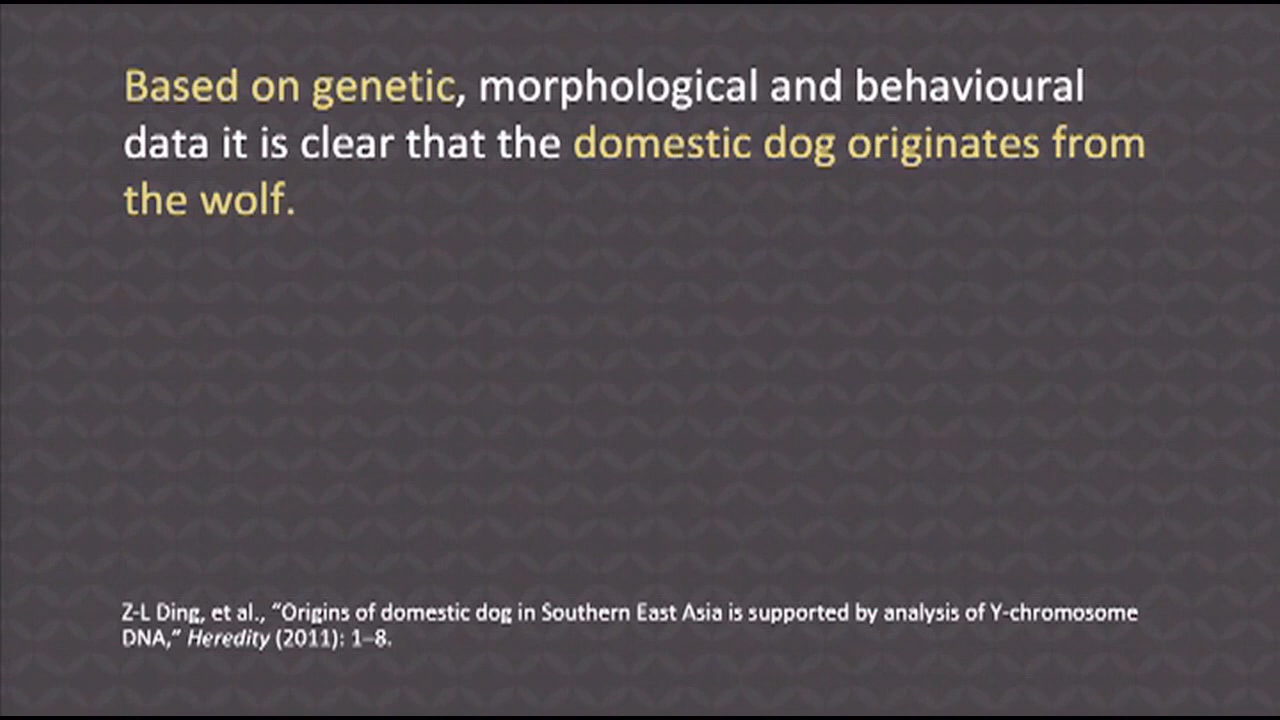 Based on genetic, morphological and behavioural
data it is clear that the domestic dog originates from
the wolf.
Z-L Ding, et al., “Origins of domestic dog in Southern East Asia is supported by analysis of Y-chromosome
DNA,” Heredity (2011): 1–8.